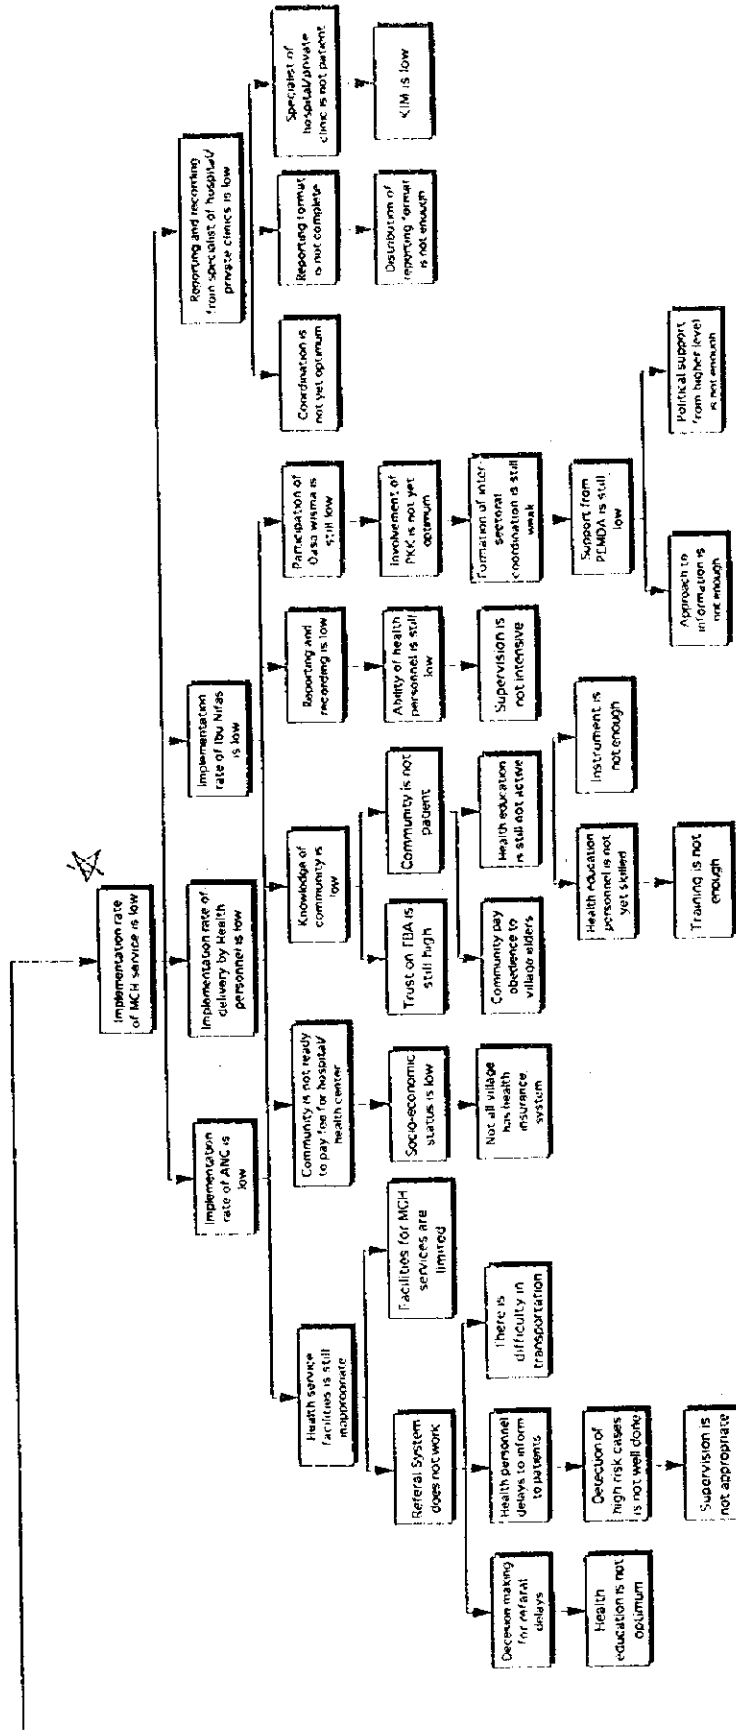 Implementation rate
of MCH service is low
Implementation
rate of ANC is
low
Implementation rate of
delivery by Health
personnel is low
Implementation
rate of Ibu Nifas
is low
Reporting and recording
from specialist of hospital/
private clinics is low
Health service
facilities is still
inappropriate
Community is not ready
to pay fee for hospital/
health center
Knowledge of
community is
low
Reporting and
recording is low
Participation of
Dasa wisma is
still low
Coordination is
not yet optimum
Reporting format
is not complete
Specialist of
hospital/private
clinic is not patient
Referal System
does not work
Facilities for MCH
services are
limited
Socio-economic
status is low
Trust on TBA is
still high
Community is not
patient
Ability of health
personnel is still
low
Involvement of
PKK is not yet
optimum
Distribution of
reporting format
is not enough
KIM is low
Decesion making
for refaral
delays
Health personnel
delays to inform
to patients
There is
difficulty in
transportation
Not all village
has health
insurance
system
Community pay
obedience to
village elders
Health education
is still not active
Supervision is
not intensive
Formation of inter-
sectoral
coordination is still
weak
Health
education is not
optimum
Detection of
high risk cases
is not well done
Health education
personnel is not
yet skilled
Instrument is
not enough
Support from
PEMDA is still
low
Supervision is
not appropriate
Training is not
enough
Approach to
information is
not enough
Political support
from higher level
is not enough